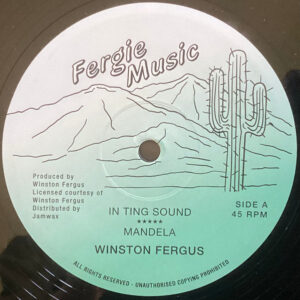 Fergie Music
Produced by
Winston Fergus
Licensed courtesy of
Winston Fergus
Distributed by
Jamwax
SIDE A
45 RPM
IN TING SOUND
*****
MANDELA
WINSTON FERGUS
ALL RIGHTS RESERVED - UNAUTHORISED COPYING PROHIBITED